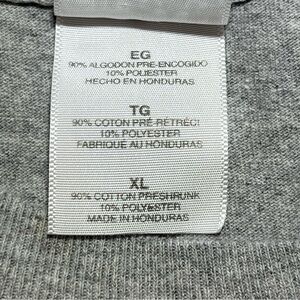 EG
90% ALGODON PRE-ENCOGIDO
10% POLIESTER
HECHO EN HONDURAS
TG
90% COTON PRÉ-RÉTRÉCI
10% POLYESTER
FABRIQUÉ AU HONDURAS
XL
90% COTTON PRESHRUNK
10% POLYESTER
MADE IN HONDURAS